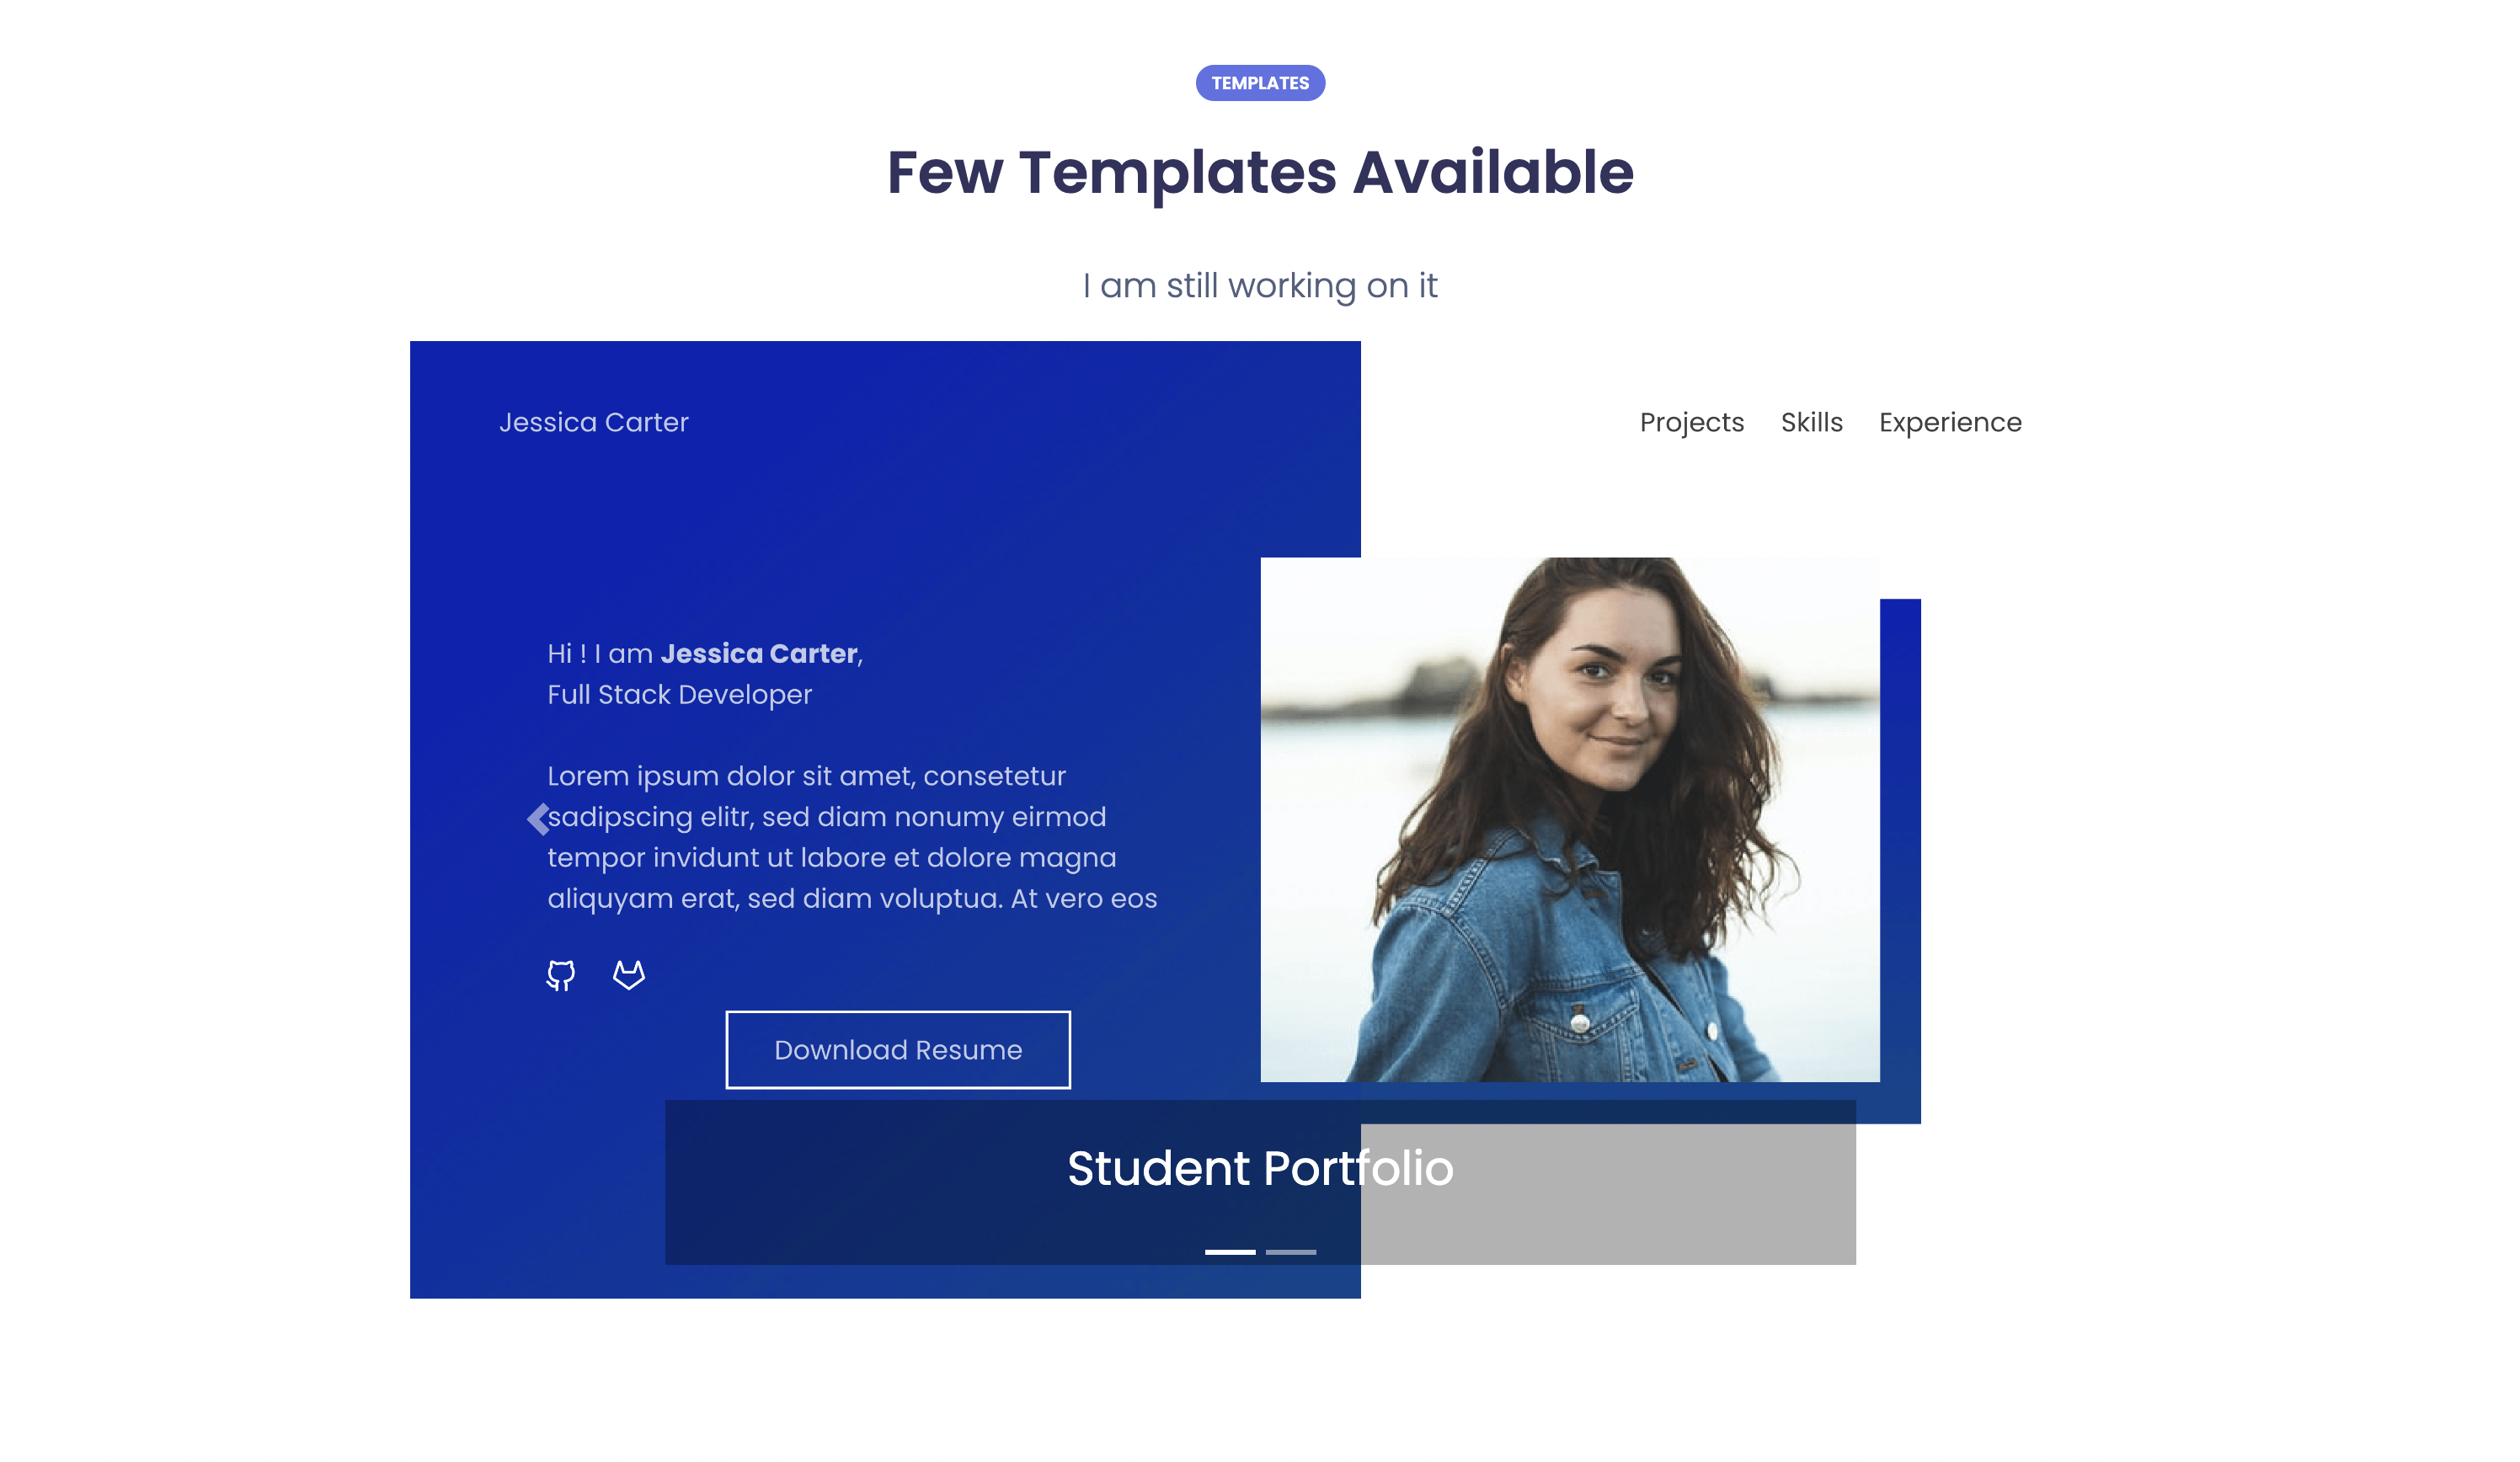 TEMPLATES
Few Templates Available
I am still working on it
Jessica Carter
Projects Skills Experience
Hi ! I am Jessica Carter,
Full Stack Developer
Lorem ipsum dolor sit amet, consetetur
sadipscing elitr, sed diam nonumy eirmod
tempor invidunt ut labore et dolore magna
aliquyam erat, sed diam voluptua. At vero eos
Download Resume
Student Portfolio